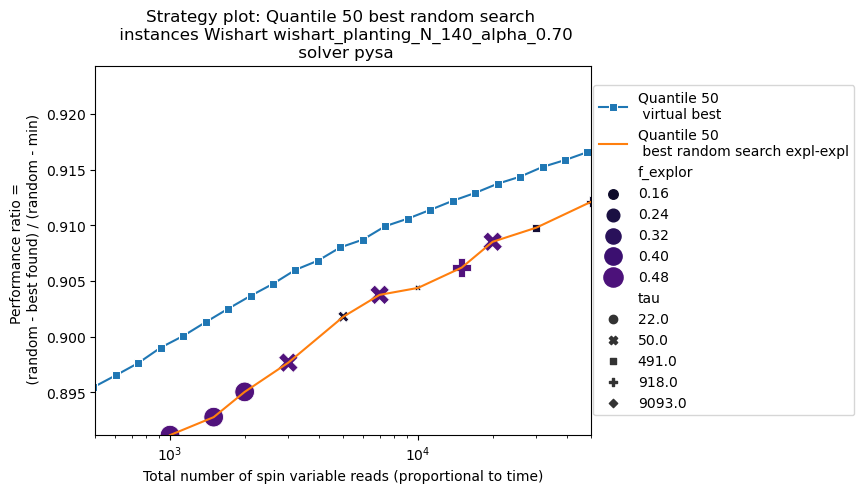 Strategy plot: Quantile 50 best random search
instances Wishart wishart_planting_N_140_alpha_0.70
solver pysa
Performance ratio =
(random - best found) / (random - min)
0.920
0.915
0.910
0.905
0.900
0.895
10³
10⁴
Total number of spin variable reads (proportional to time)
Quantile 50
virtual best
Quantile 50
best random search expl-expl
f_explor
0.16
0.24
0.32
0.40
0.48
tau
22.0
50.0
491.0
918.0
9093.0